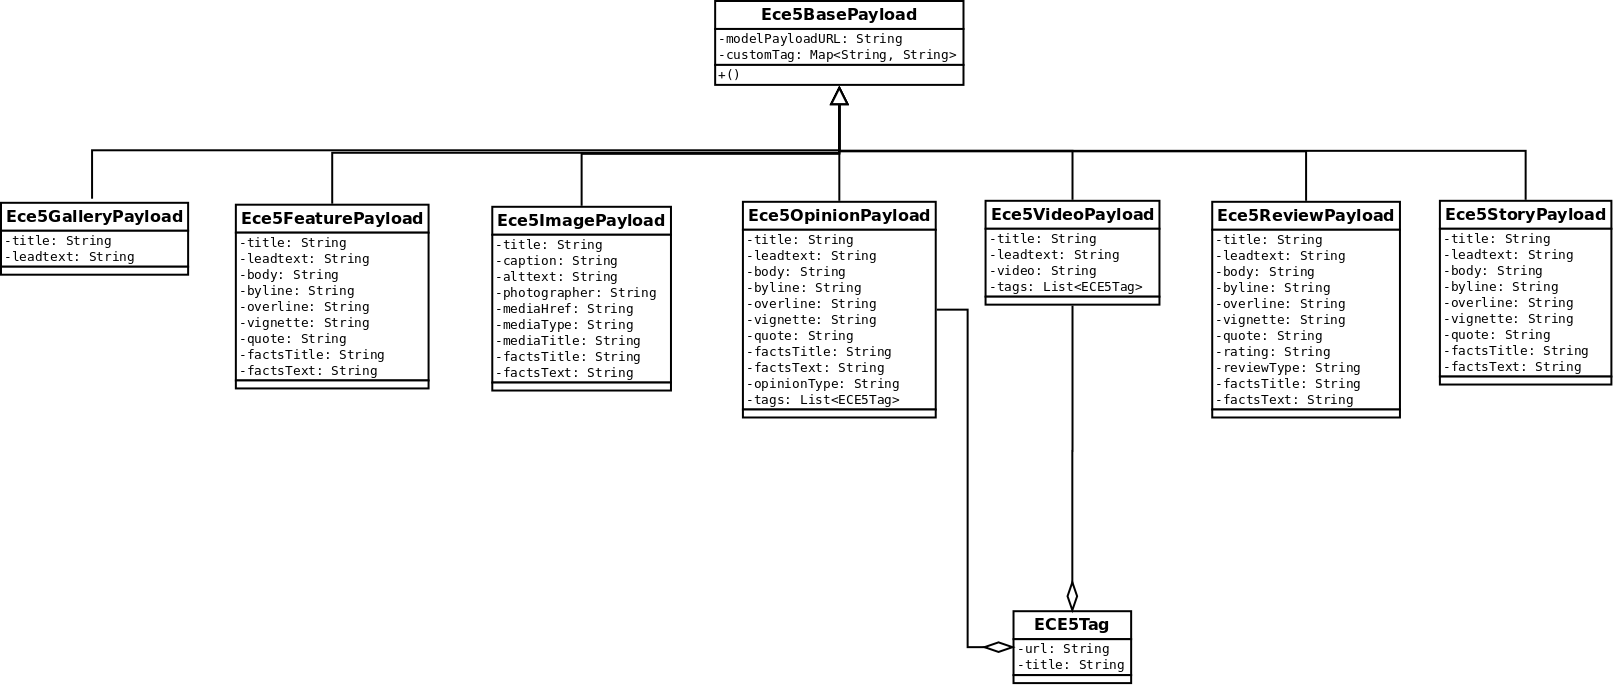 Ece5BasePayload
-modelPayloadURL: String
-customTag: Map<String, String>
+()
Ece5GalleryPayload
-title: String
-leadtext: String
Ece5FeaturePayload
-title: String
-leadtext: String
-body: String
-byline: String
-overline: String
-vignette: String
-quote: String
-factsTitle: String
-factsText: String
Ece5ImagePayload
-title: String
-caption: String
-alttext: String
-photographer: String
-mediaHref: String
-mediaType: String
-mediaTitle: String
-factsTitle: String
-factsText: String
Ece5OpinionPayload
-title: String
-leadtext: String
-body: String
-byline: String
-overline: String
-vignette: String
-quote: String
-factsTitle: String
-factsText: String
-opinionType: String
-tags: List<ECE5Tag>
Ece5VideoPayload
-title: String
-leadtext: String
-video: String
-tags: List<ECE5Tag>
Ece5ReviewPayload
-title: String
-leadtext: String
-body: String
-byline: String
-overline: String
-vignette: String
-quote: String
-rating: String
-reviewType: String
-factsTitle: String
-factsText: String
Ece5StoryPayload
-title: String
-leadtext: String
-body: String
-byline: String
-overline: String
-vignette: String
-quote: String
-factsTitle: String
-factsText: String
ECE5Tag
-url: String
-title: String